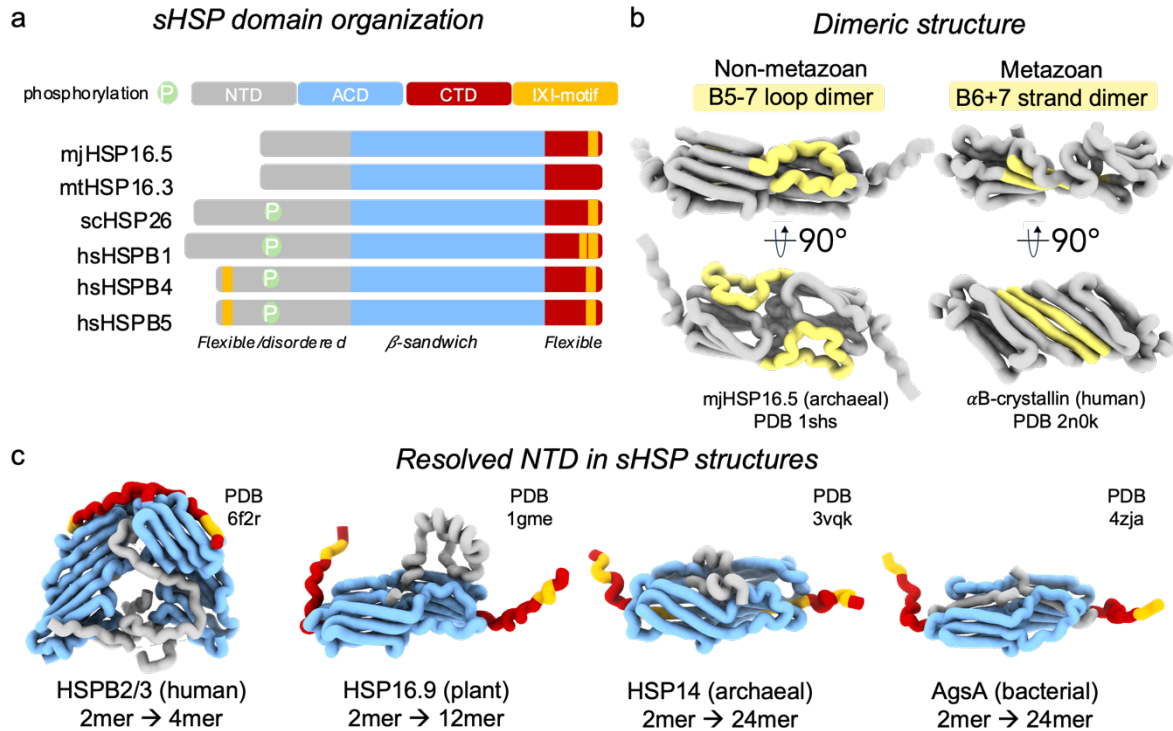 a
sHSP domain organization
phosphorylation P NTD ACD CTD IXI-motif
mjHSP16.5
mtHSP16.3
scHSP26 P
hsHSPB1 P
hsHSPB4 P
hsHSPB5 P
Flexible/disordered β-sandwich Flexible
b
Dimeric structure
Non-metazoan
B5-7 loop dimer
Metazoan
B6+7 strand dimer
90°
90°
mjHSP16.5 (archaeal)
PDB 1shs
αB-crystallin (human)
PDB 2n0k
c
Resolved NTD in sHSP structures
PDB
6f2r
HSPB2/3 (human)
2mer → 4mer
PDB
1gme
HSP16.9 (plant)
2mer → 12mer
PDB
3vqk
HSP14 (archaeal)
2mer → 24mer
PDB
4zja
AgsA (bacterial)
2mer → 24mer